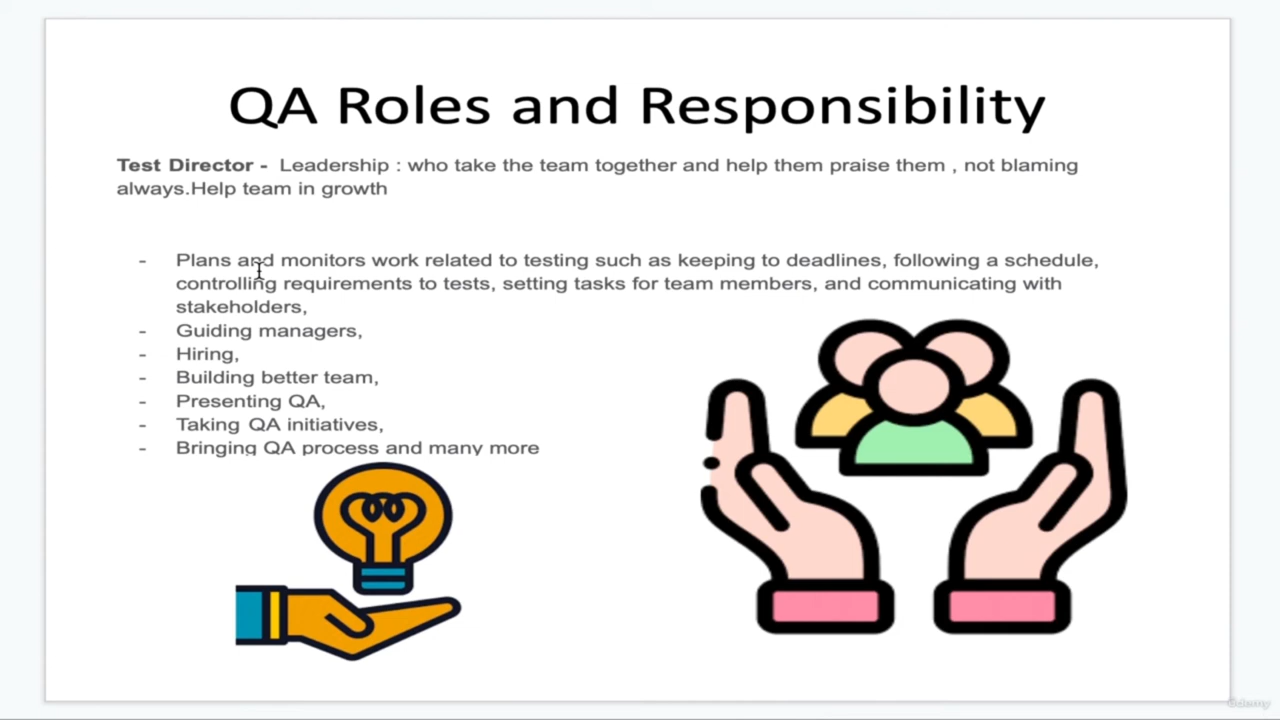 QA Roles and Responsibility
Test Director - Leadership : who take the team together and help them praise them , not blaming
always.Help team in growth
- Plans and monitors work related to testing such as keeping to deadlines, following a schedule,
controlling requirements to tests, setting tasks for team members, and communicating with
stakeholders,
- Guiding managers,
- Hiring,
- Building better team,
- Presenting QA,
- Taking QA initiatives,
- Bringing QA process and many more
Udemy